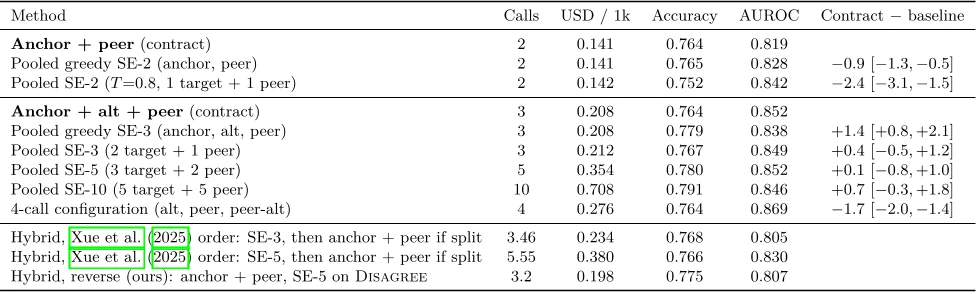 Method Calls USD / 1k Accuracy AUROC Contract − baseline
Anchor + peer (contract) 2 0.141 0.764 0.819
Pooled greedy SE-2 (anchor, peer) 2 0.141 0.765 0.828 −0.9 [−1.3, −0.5]
Pooled SE-2 (T=0.8, 1 target + 1 peer) 2 0.142 0.752 0.842 −2.4 [−3.1, −1.5]
Anchor + alt + peer (contract) 3 0.208 0.764 0.852
Pooled greedy SE-3 (anchor, alt, peer) 3 0.208 0.779 0.838 +1.4 [+0.8, +2.1]
Pooled SE-3 (2 target + 1 peer) 3 0.212 0.767 0.849 +0.4 [−0.5, +1.2]
Pooled SE-5 (3 target + 2 peer) 5 0.354 0.780 0.852 +0.1 [−0.8, +1.0]
Pooled SE-10 (5 target + 5 peer) 10 0.708 0.791 0.846 +0.7 [−0.3, +1.8]
4-call configuration (alt, peer, peer-alt) 4 0.276 0.764 0.869 −1.7 [−2.0, −1.4]
Hybrid, Xue et al. (2025) order: SE-3, then anchor + peer if split 3.46 0.234 0.768 0.805
Hybrid, Xue et al. (2025) order: SE-5, then anchor + peer if split 5.55 0.380 0.766 0.830
Hybrid, reverse (ours): anchor + peer, SE-5 on DISAGREE 3.2 0.198 0.775 0.807